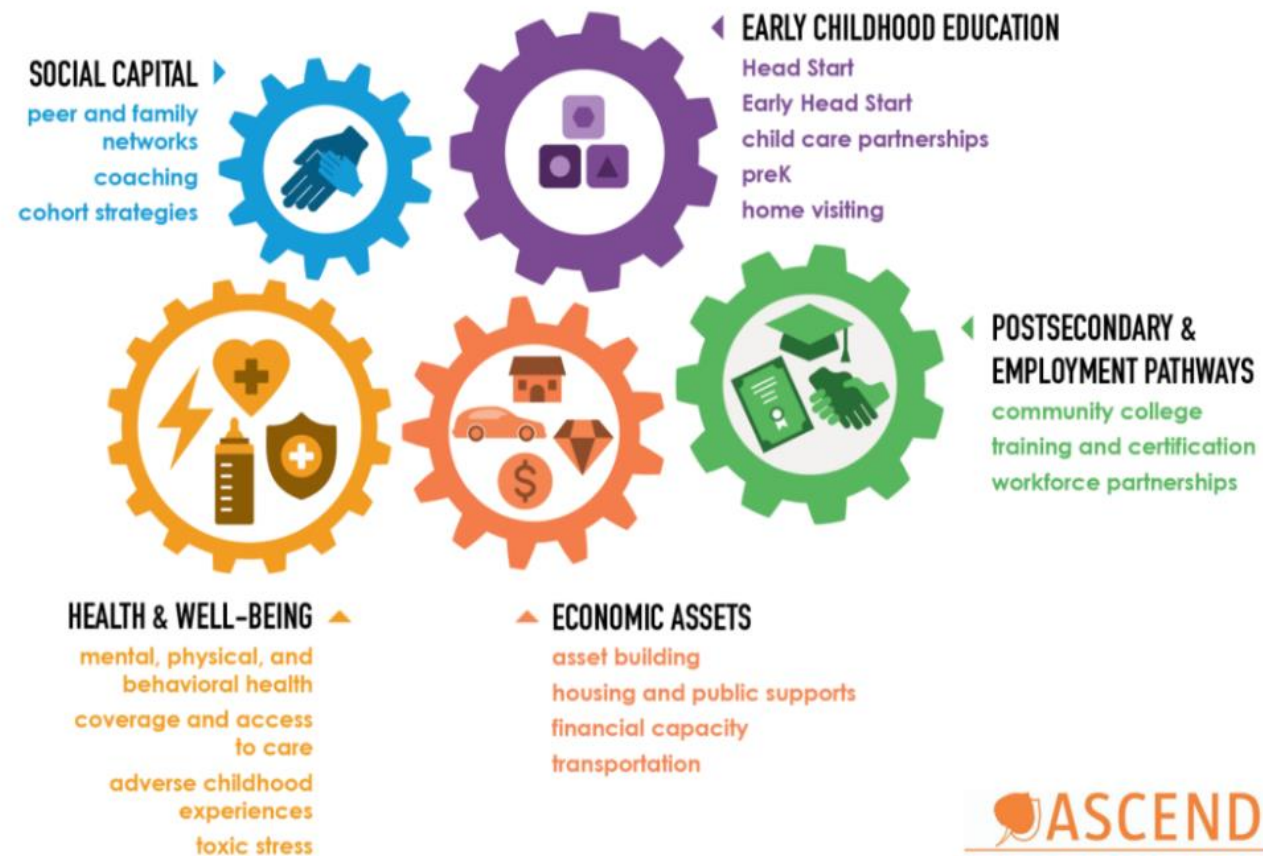 SOCIAL CAPITAL
peer and family
networks
coaching
cohort strategies
EARLY CHILDHOOD EDUCATION
Head Start
Early Head Start
child care partnerships
preK
home visiting
POSTSECONDARY &
EMPLOYMENT PATHWAYS
community college
training and certification
workforce partnerships
HEALTH & WELL-BEING
mental, physical, and
behavioral health
coverage and access
to care
adverse childhood
experiences
toxic stress
$
ECONOMIC ASSETS
asset building
housing and public supports
financial capacity
transportation
ASCEND